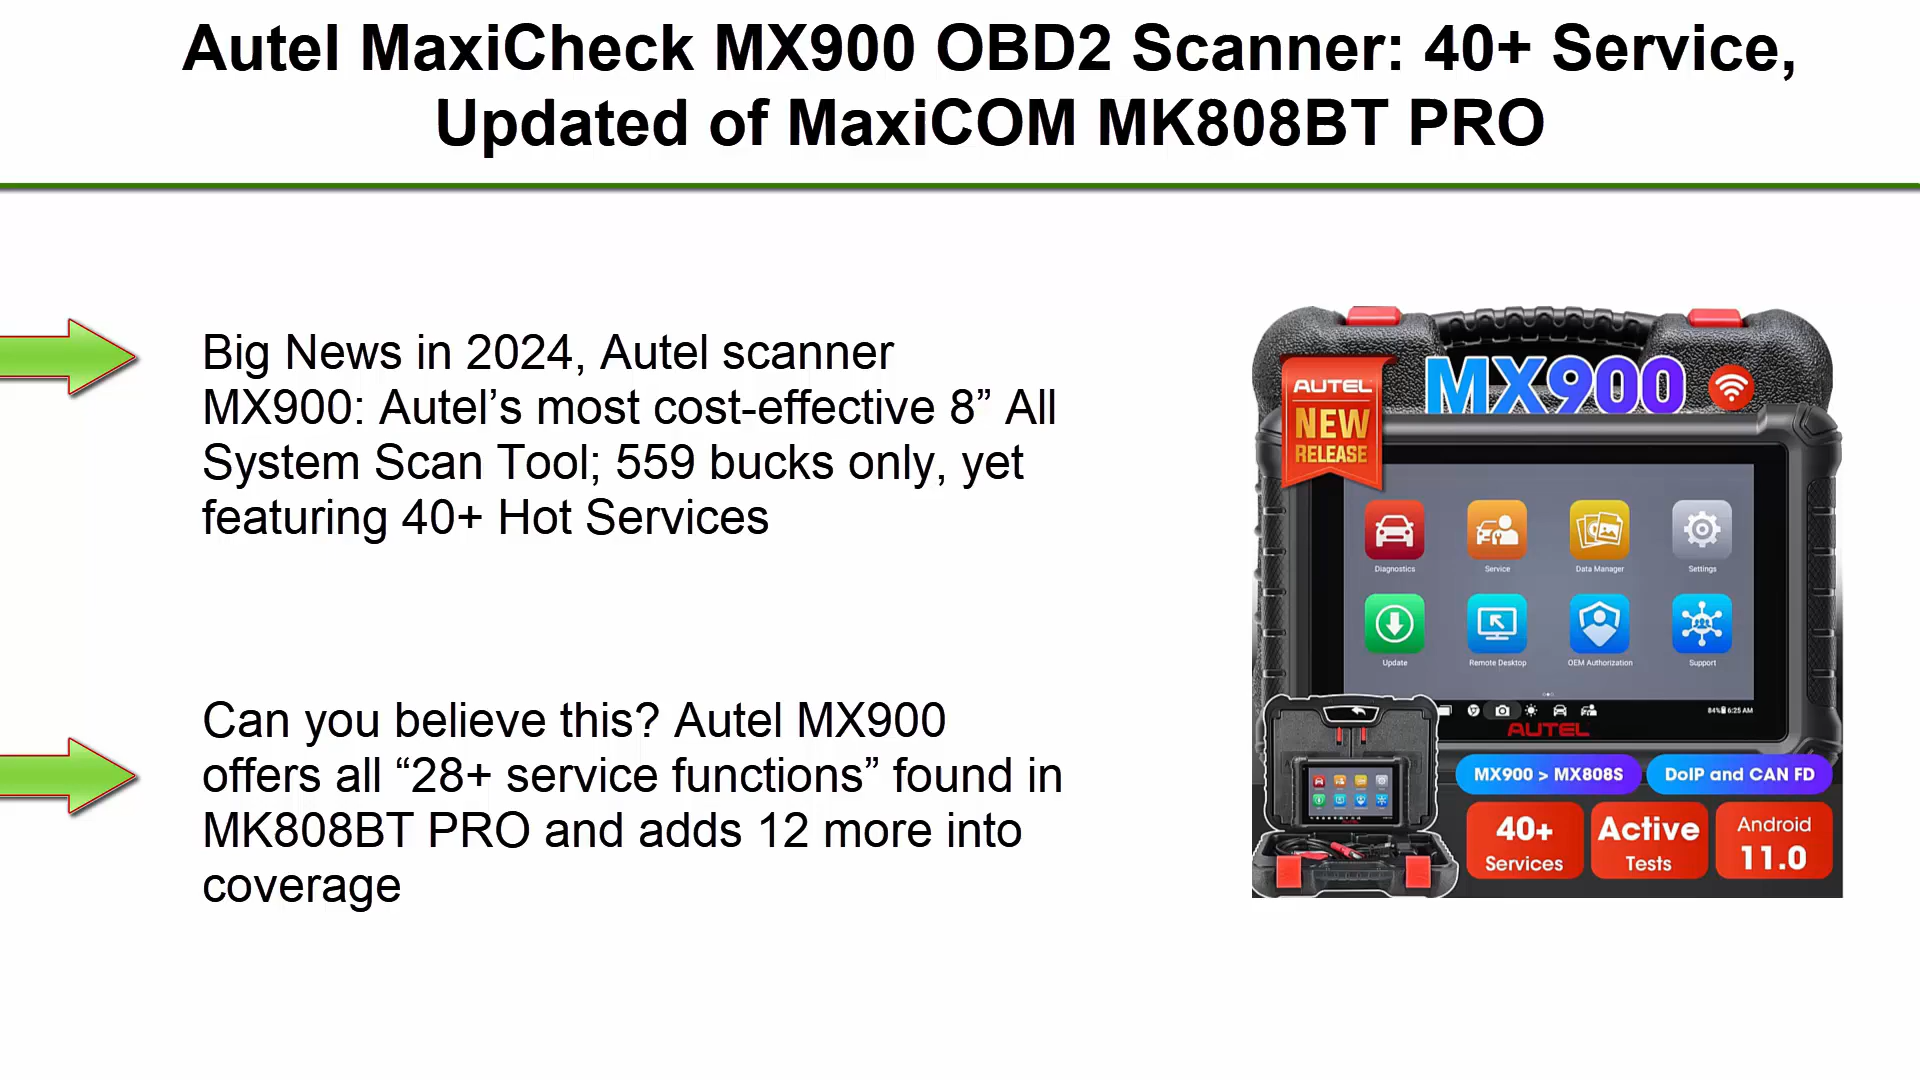 Autel MaxiCheck MX900 OBD2 Scanner: 40+ Service,
Updated of MaxiCOM MK808BT PRO
Big News in 2024, Autel scanner
MX900: Autel’s most cost-effective 8” All
System Scan Tool; 559 bucks only, yet
featuring 40+ Hot Services
Can you believe this? Autel MX900
offers all “28+ service functions” found in
MK808BT PRO and adds 12 more into
coverage
MX900
AUTEL
NEW
RELEASE
Diagnostics
Service
Data Manager
Settings
Update
Remote Desktop
OEM Authorization
Support
84% 6:25 AM
AUTEL
MX900 > MX808S
DoIP and CAN FD
40+
Services
Active
Tests
Android
11.0